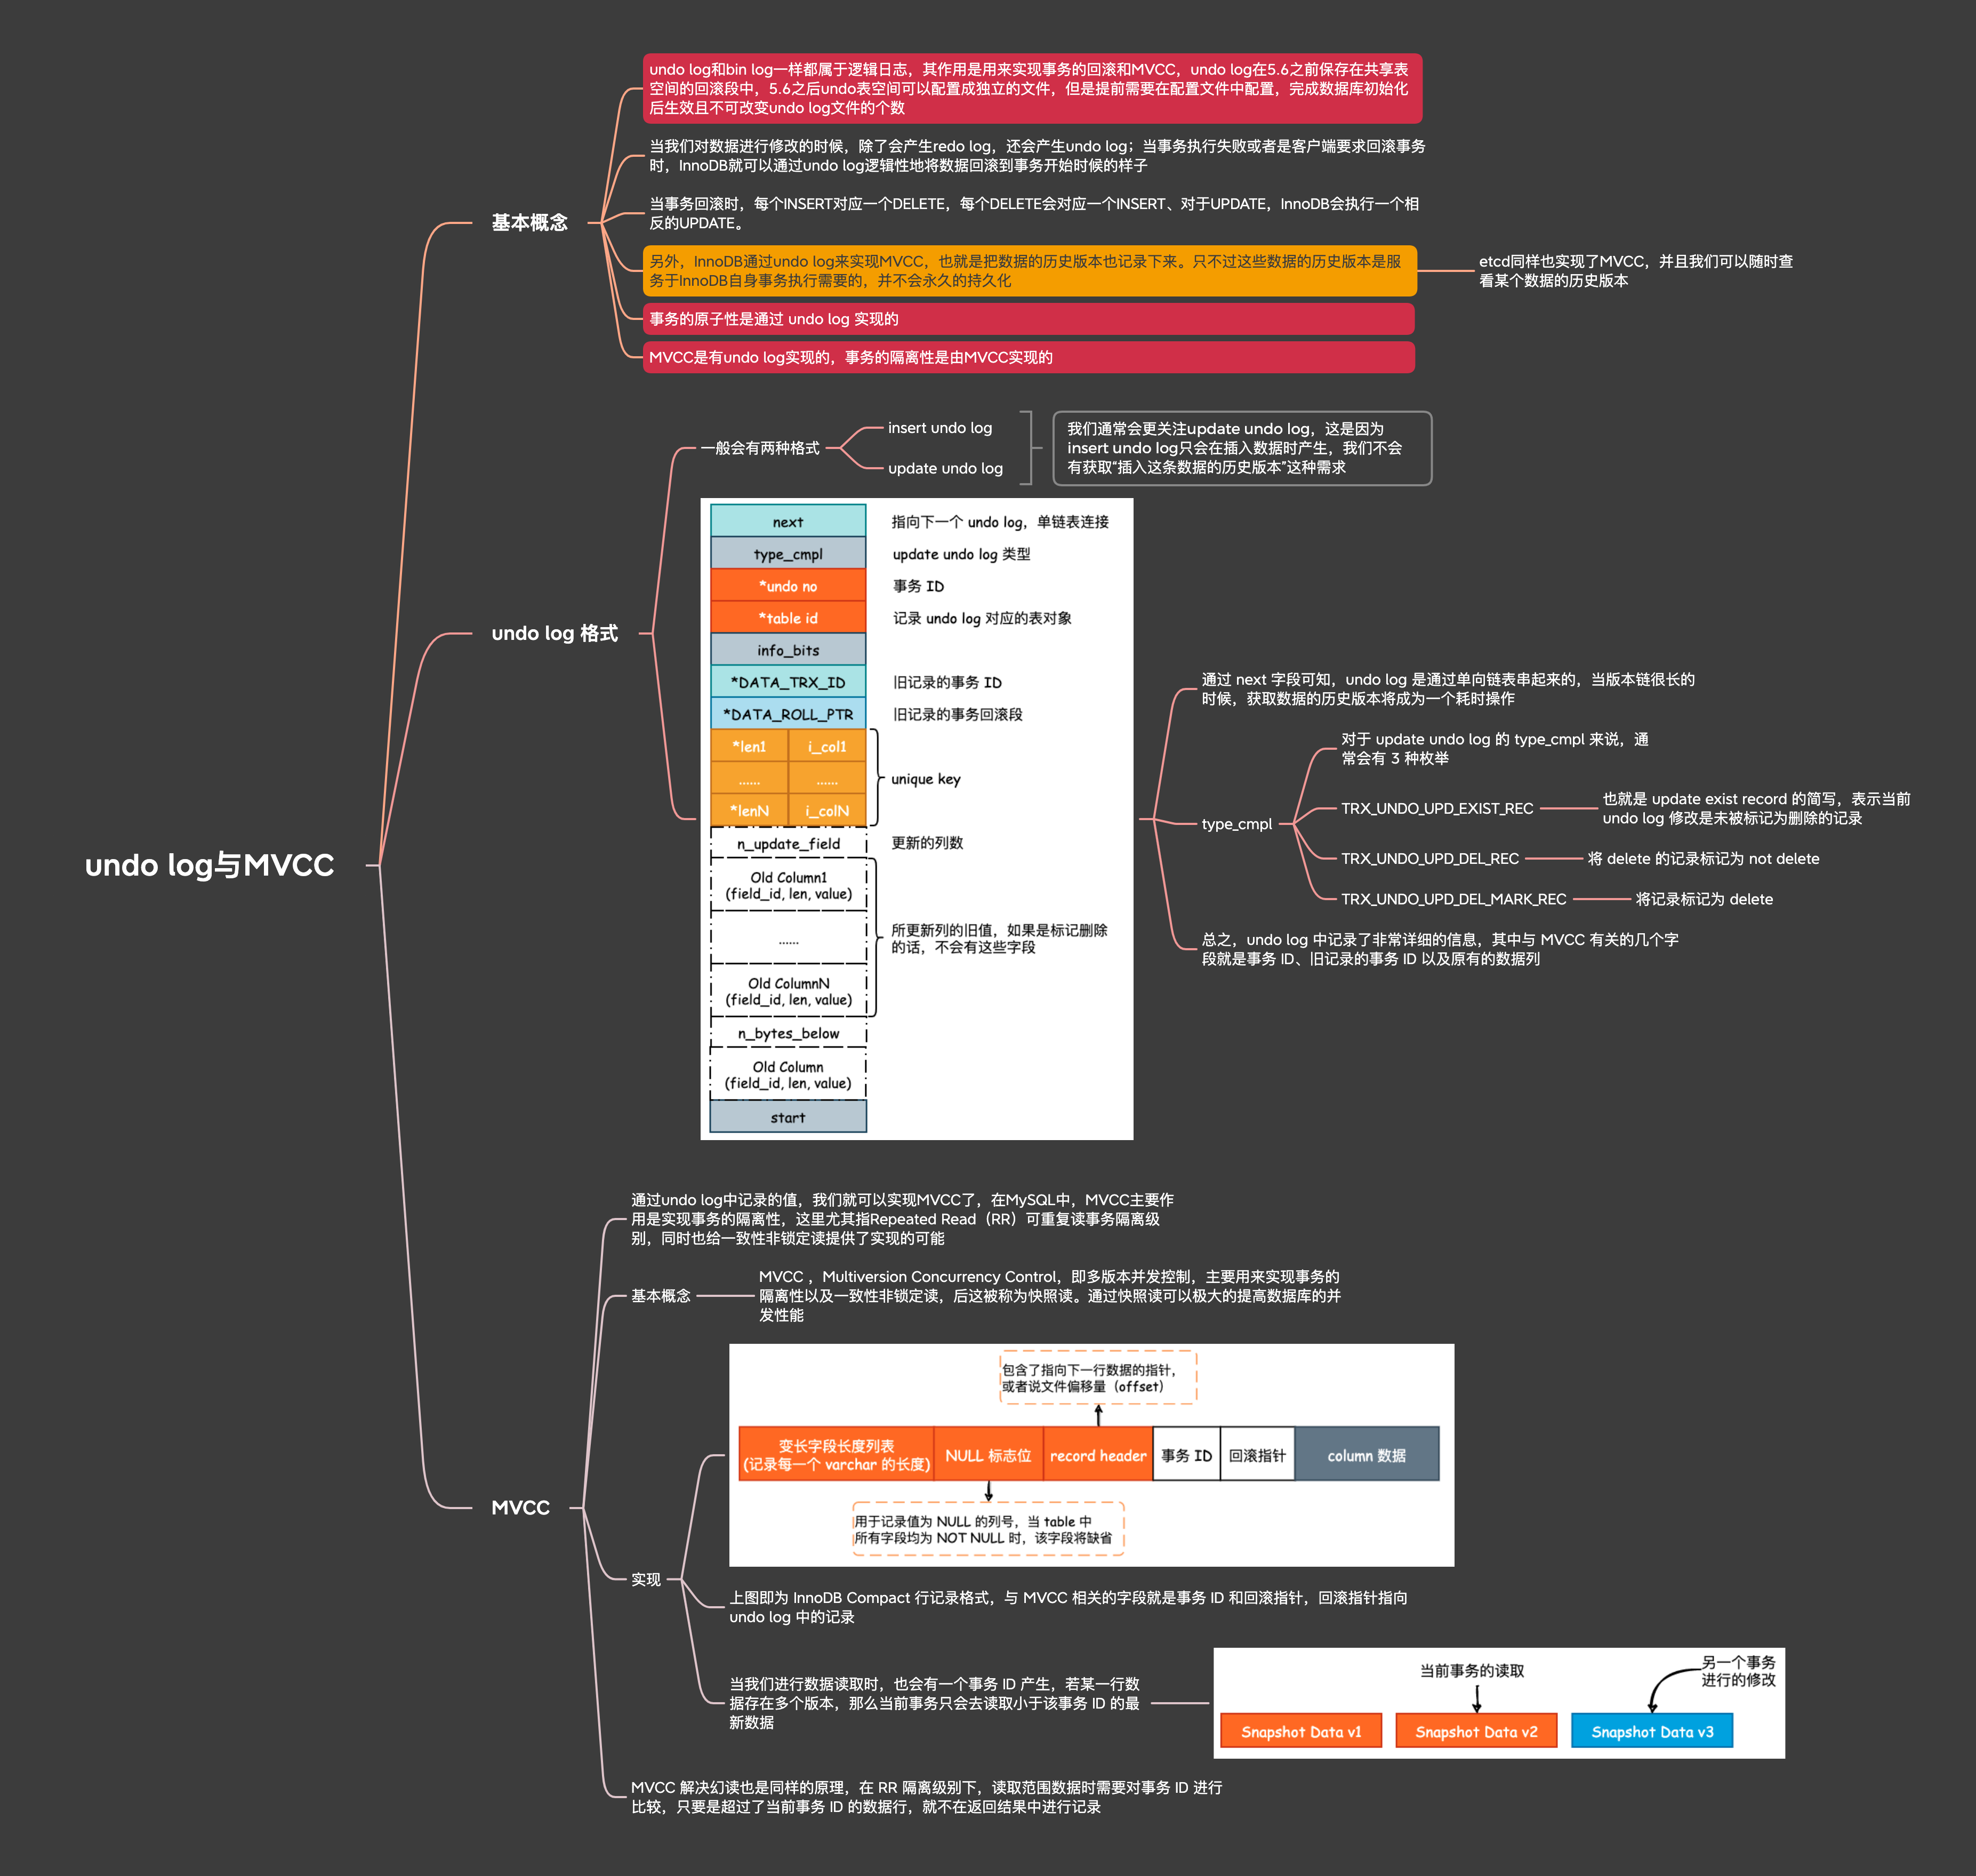 undo log与MVCC
基本概念
undo log和bin log一样都属于逻辑日志，其作用是用来实现事务的回滚和MVCC，undo log在5.6之前保存在共享表
空间的回滚段中，5.6之后undo表空间可以配置成独立的文件，但是提前需要在配置文件中配置，完成数据库初始化
后生效且不可改变undo log文件的个数
当我们对数据进行修改的时候，除了会产生redo log，还会产生undo log；当事务执行失败或者是客户端要求回滚事务
时，InnoDB就可以通过undo log逻辑性地将数据回滚到事务开始时候的样子
当事务回滚时，每个INSERT对应一个DELETE，每个DELETE会对应一个INSERT、对于UPDATE，InnoDB会执行一个相
反的UPDATE。
另外，InnoDB通过undo log来实现MVCC，也就是把数据的历史版本也记录下来。只不过这些数据的历史版本是服
务于InnoDB自身事务执行需要的，并不会永久的持久化
etcd同样也实现了MVCC，并且我们可以随时查
看某个数据的历史版本
事务的原子性是通过 undo log 实现的
MVCC是有undo log实现的，事务的隔离性是由MVCC实现的
undo log 格式
一般会有两种格式
insert undo log
update undo log
我们通常会更关注update undo log，这是因为
insert undo log只会在插入数据时产生，我们不会
有获取“插入这条数据的历史版本”这种需求
next
指向下一个 undo log，单链表连接
type_cmpl
update undo log 类型
*undo no
事务 ID
*table id
记录 undo log 对应的表对象
info_bits
*DATA_TRX_ID
旧记录的事务 ID
*DATA_ROLL_PTR
旧记录的事务回滚段
*len1
i_col1
......
......
*lenN
i_colN
unique key
n_update_field
更新的列数
Old Column1
(field_id, len, value)
......
Old ColumnN
(field_id, len, value)
所更新列的旧值，如果是标记删除
的话，不会有这些字段
n_bytes_below
Old Column
(field_id, len, value)
start
通过 next 字段可知，undo log 是通过单向链表串起来的，当版本链很长的
时候，获取数据的历史版本将成为一个耗时操作
type_cmpl
对于 update undo log 的 type_cmpl 来说，通
常会有 3 种枚举
TRX_UNDO_UPD_EXIST_REC
也就是 update exist record 的简写，表示当前
undo log 修改是未被标记为删除的记录
TRX_UNDO_UPD_DEL_REC
将 delete 的记录标记为 not delete
TRX_UNDO_UPD_DEL_MARK_REC
将记录标记为 delete
总之，undo log 中记录了非常详细的信息，其中与 MVCC 有关的几个字
段就是事务 ID、旧记录的事务 ID 以及原有的数据列
MVCC
通过undo log中记录的值，我们就可以实现MVCC了，在MySQL中，MVCC主要作
用是实现事务的隔离性，这里尤其指Repeated Read（RR）可重复读事务隔离级
别，同时也给一致性非锁定读提供了实现的可能
基本概念
MVCC ，Multiversion Concurrency Control，即多版本并发控制，主要用来实现事务的
隔离性以及一致性非锁定读，后这被称为快照读。通过快照读可以极大的提高数据库的并
发性能
实现
包含了指向下一行数据的指针，
或者说文件偏移量（offset）
变长字段长度列表
(记录每一个 varchar 的长度)
NULL 标志位
record header
事务 ID
回滚指针
column 数据
用于记录值为 NULL 的列号，当 table 中
所有字段均为 NOT NULL 时，该字段将缺省
上图即为 InnoDB Compact 行记录格式，与 MVCC 相关的字段就是事务 ID 和回滚指针，回滚指针指向
undo log 中的记录
当我们进行数据读取时，也会有一个事务 ID 产生，若某一行数
据存在多个版本，那么当前事务只会去读取小于该事务 ID 的最
新数据
当前事务的读取
另一个事务
进行的修改
Snapshot Data v1
Snapshot Data v2
Snapshot Data v3
MVCC 解决幻读也是同样的原理，在 RR 隔离级别下，读取范围数据时需要对事务 ID 进行
比较，只要是超过了当前事务 ID 的数据行，就不在返回结果中进行记录